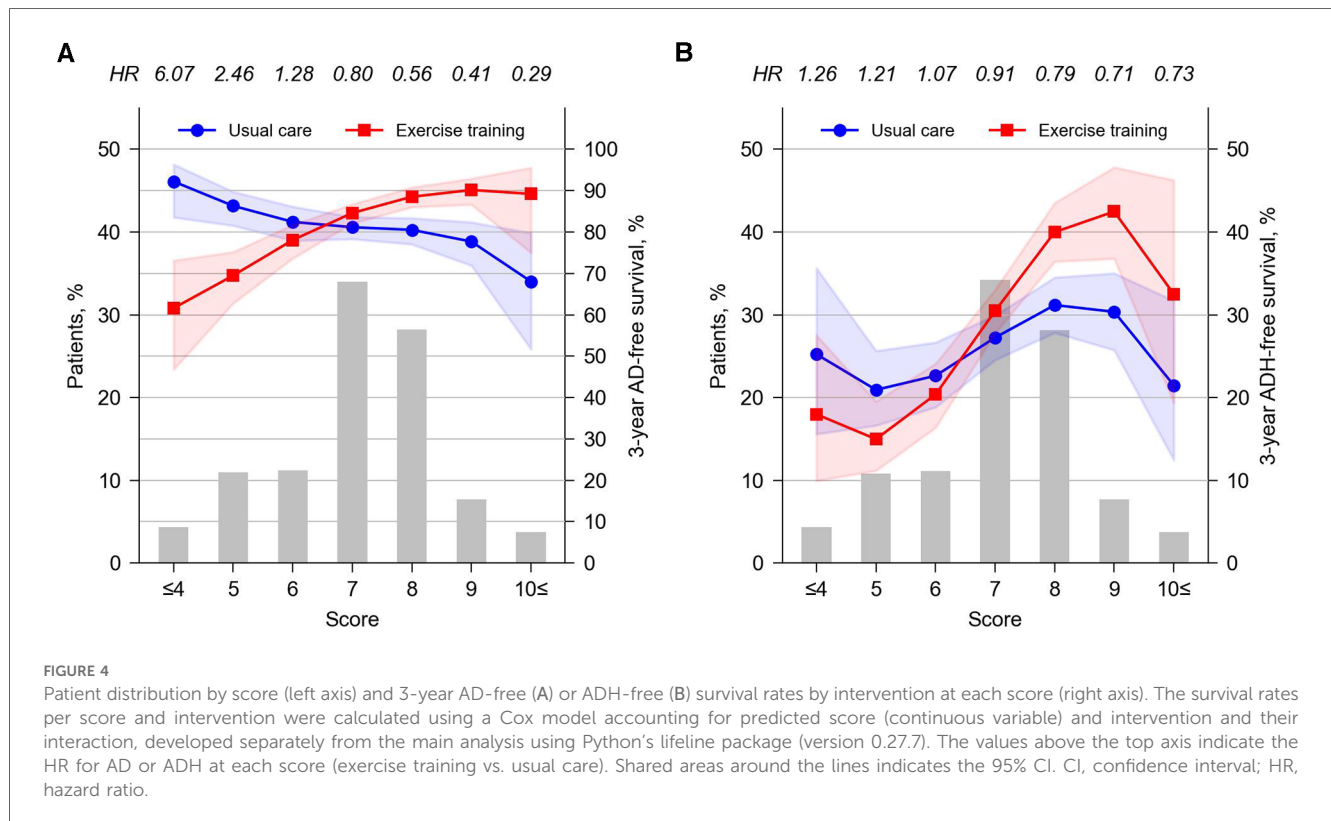 A
HR 6.07 2.46 1.28 0.80 0.56 0.41 0.29
Usual care Exercise training
50
40
30
20
10
0
Patients, %
100
90
80
70
60
50
40
30
20
10
0
3-year AD-free survival, %
≤4 5 6 7 8 9 10≤
Score
B
HR 1.26 1.21 1.07 0.91 0.79 0.71 0.73
Usual care Exercise training
50
40
30
20
10
0
Patients, %
50
40
30
20
10
0
3-year ADH-free survival, %
≤4 5 6 7 8 9 10≤
Score
FIGURE 4
Patient distribution by score (left axis) and 3-year AD-free (A) or ADH-free (B) survival rates by intervention at each score (right axis). The survival rates
per score and intervention were calculated using a Cox model accounting for predicted score (continuous variable) and intervention and their
interaction, developed separately from the main analysis using Python's lifeline package (version 0.27.7). The values above the top axis indicate the
HR for AD or ADH at each score (exercise training vs. usual care). Shared areas around the lines indicates the 95% CI. CI, confidence interval; HR,
hazard ratio.